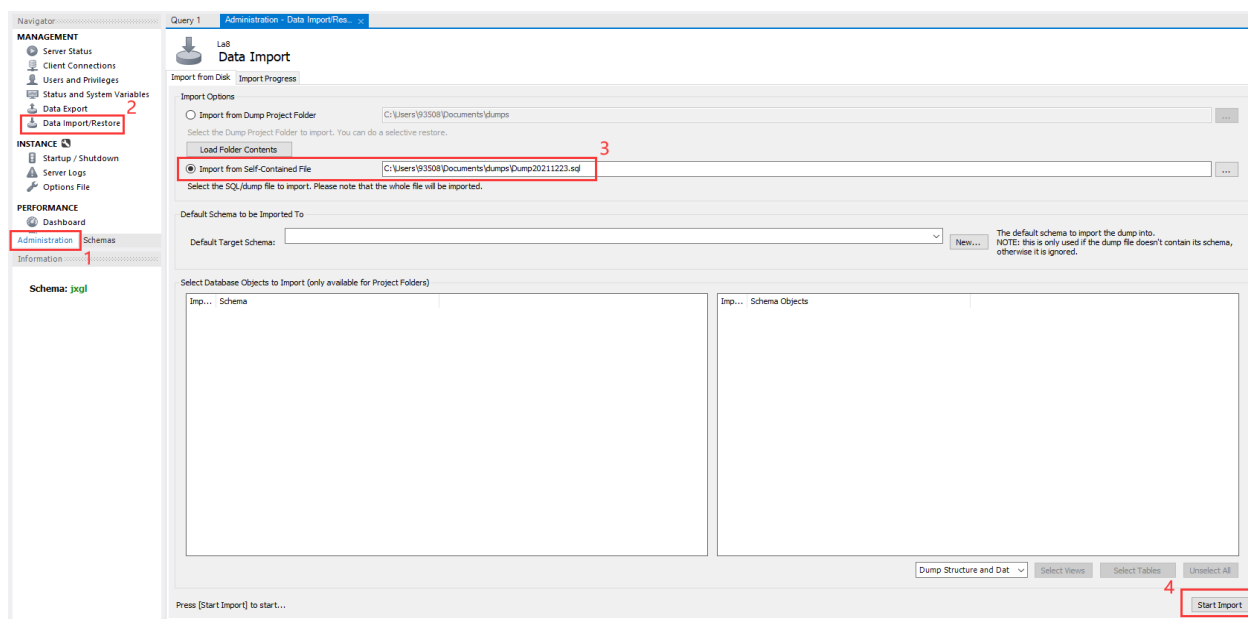 Navigator
MANAGEMENT
Server Status
Client Connections
Users and Privileges
Status and System Variables
Data Export
2
Data Import/Restore
INSTANCE
Startup / Shutdown
Server Logs
Options File
PERFORMANCE
Dashboard
Administration Schemas
1
Information
Schema: jxgl
Query 1 Administration - Data Import/Res... ×
La8
Data Import
Import from Disk Import Progress
Import Options
Import from Dump Project Folder C:\Users\93508\Documents\dumps ...
Select the Dump Project Folder to import. You can do a selective restore.
Load Folder Contents
3
Import from Self-Contained File C:\Users\93508\Documents\dumps\Dump20211223.sql ...
Select the SQL/dump file to import. Please note that the whole file will be imported.
Default Schema to be Imported To
Default Target Schema: New...
The default schema to import the dump into.
NOTE: this is only used if the dump file doesn't contain its schema,
otherwise it is ignored.
Select Database Objects to Import (only available for Project Folders)
Imp... Schema
Imp... Schema Objects
Dump Structure and Dat Select Views Select Tables Unselect All
4
Press [Start Import] to start...
Start Import